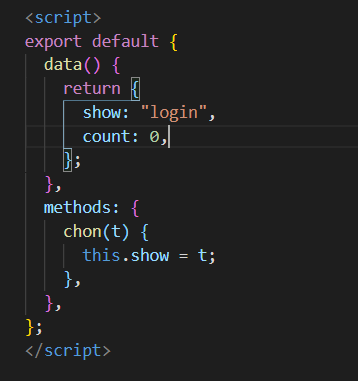 <script>
export default {
  data() {
    return {
      show: "login",
      count: 0,
    };
  },
  methods: {
    chon(t) {
      this.show = t;
    },
  },
};
</script>